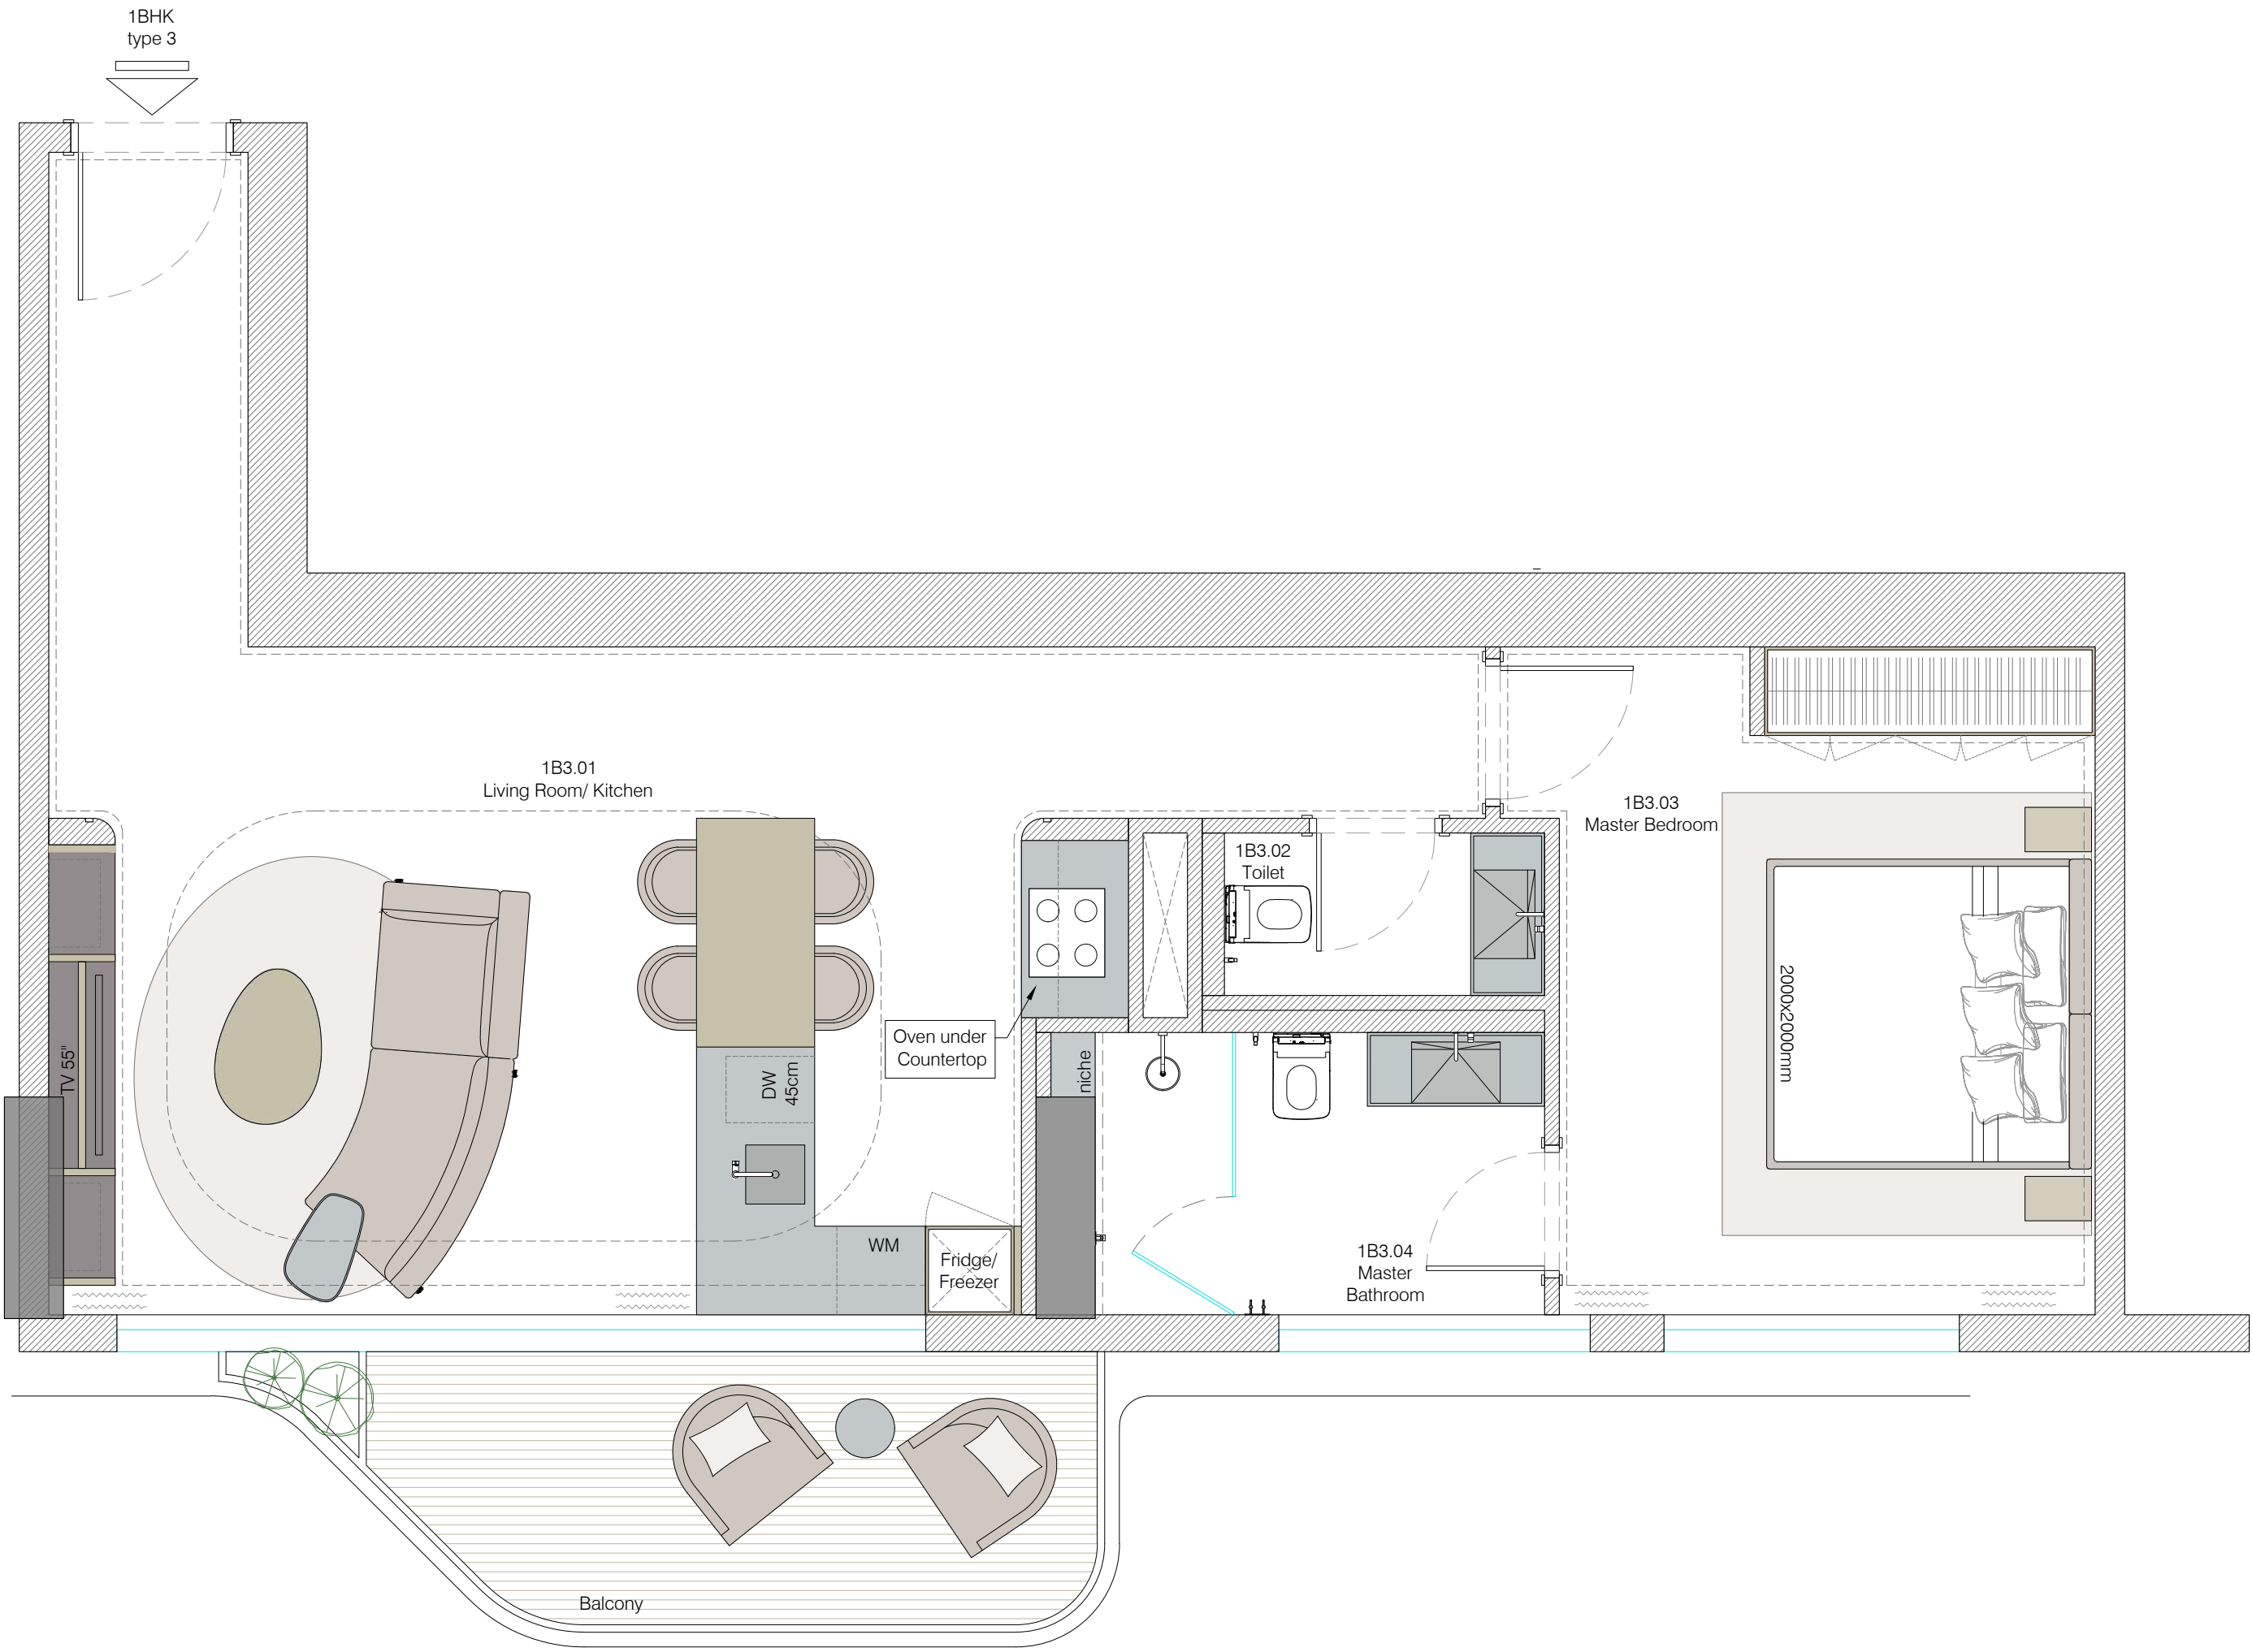 1BHK
type 3
1B3.01
Living Room/ Kitchen
1B3.03
Master Bedroom
1B3.02
Toilet
2000x2000mm
Oven under
Countertop
TV 55"
DW
45cm
niche
WM
Fridge/
Freezer
1B3.04
Master
Bathroom
Balcony